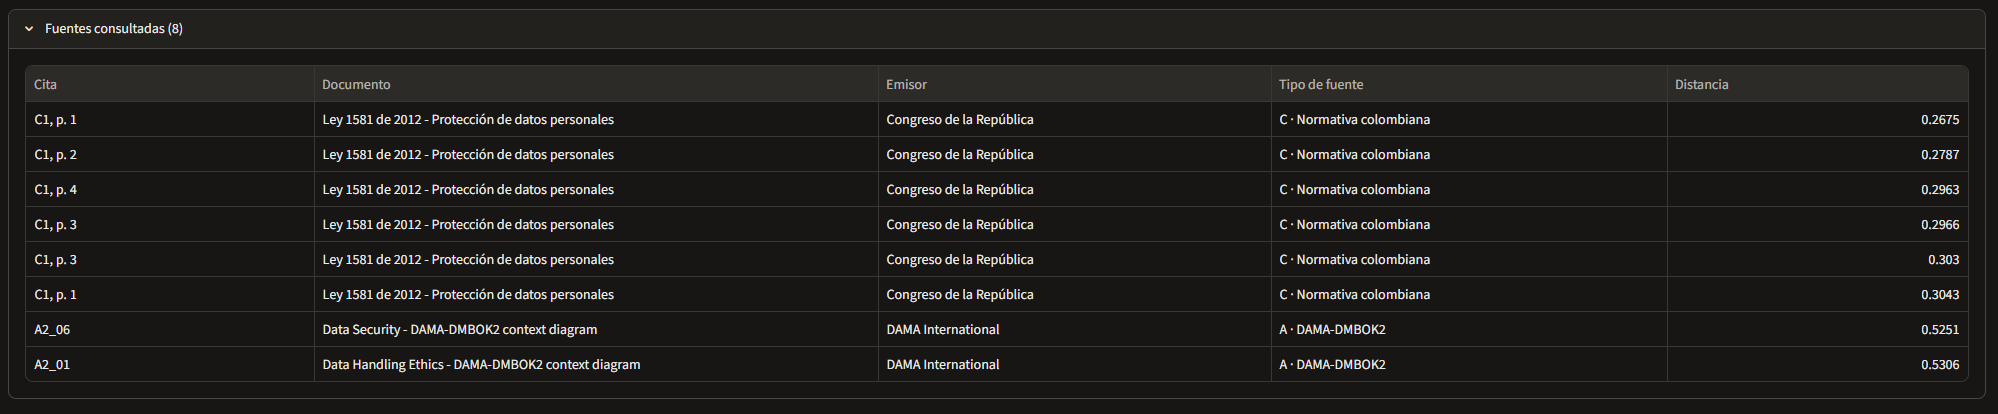 Fuentes consultadas (8)
Cita Documento Emisor Tipo de fuente Distancia
C1, p. 1 Ley 1581 de 2012 - Protección de datos personales Congreso de la República C · Normativa colombiana 0.2675
C1, p. 2 Ley 1581 de 2012 - Protección de datos personales Congreso de la República C · Normativa colombiana 0.2787
C1, p. 4 Ley 1581 de 2012 - Protección de datos personales Congreso de la República C · Normativa colombiana 0.2963
C1, p. 3 Ley 1581 de 2012 - Protección de datos personales Congreso de la República C · Normativa colombiana 0.2966
C1, p. 3 Ley 1581 de 2012 - Protección de datos personales Congreso de la República C · Normativa colombiana 0.303
C1, p. 1 Ley 1581 de 2012 - Protección de datos personales Congreso de la República C · Normativa colombiana 0.3043
A2_06 Data Security - DAMA-DMBOK2 context diagram DAMA International A · DAMA-DMBOK2 0.5251
A2_01 Data Handling Ethics - DAMA-DMBOK2 context diagram DAMA International A · DAMA-DMBOK2 0.5306